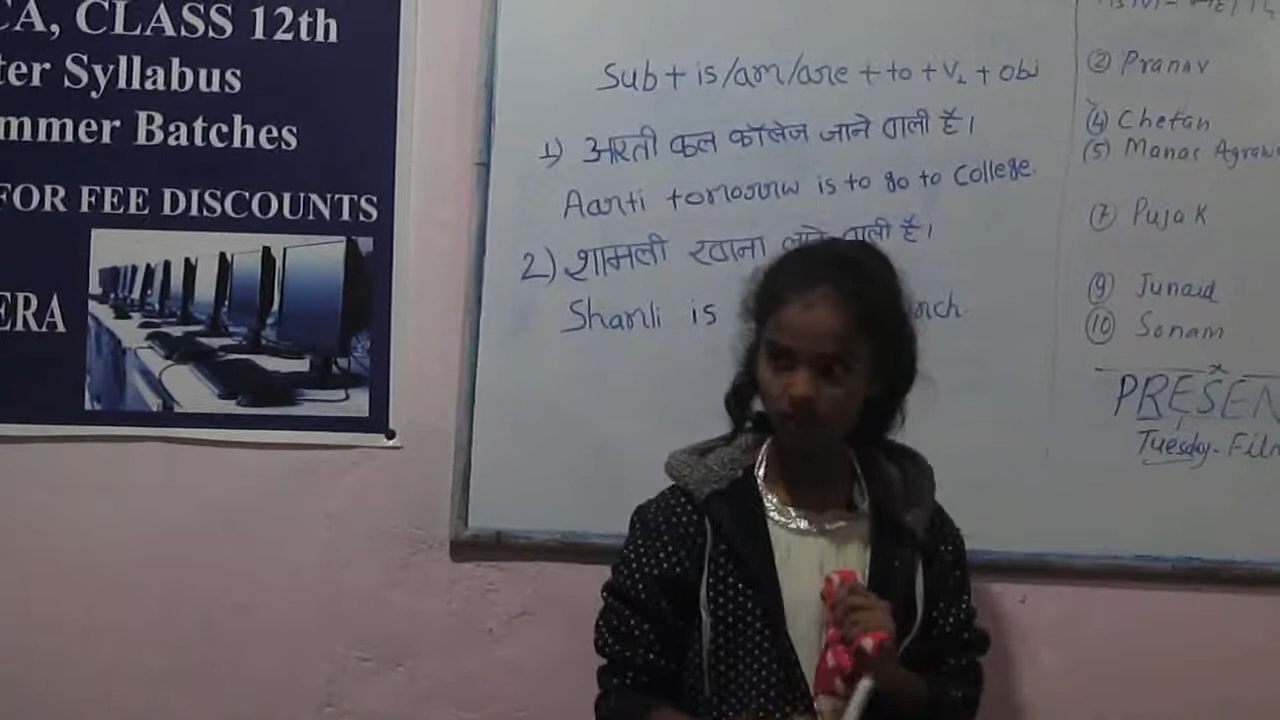 CA, CLASS 12th
ter Syllabus
mmer Batches
FOR FEE DISCOUNTS
ERA
Sub + is/am/are + to + V₁ + obj
1) अरती कल कॉलेज जाने वाली है।
Aarti tomorrow is to go to College.
2) शामली खाना लाने वाली है।
Shamli is nch.
② Pranav
④ Chetan
(5) Manas Agrawa
⑦ Puja K
⑨ Junaid
⑩ Sonam
PRESEN
Tuesday - Film